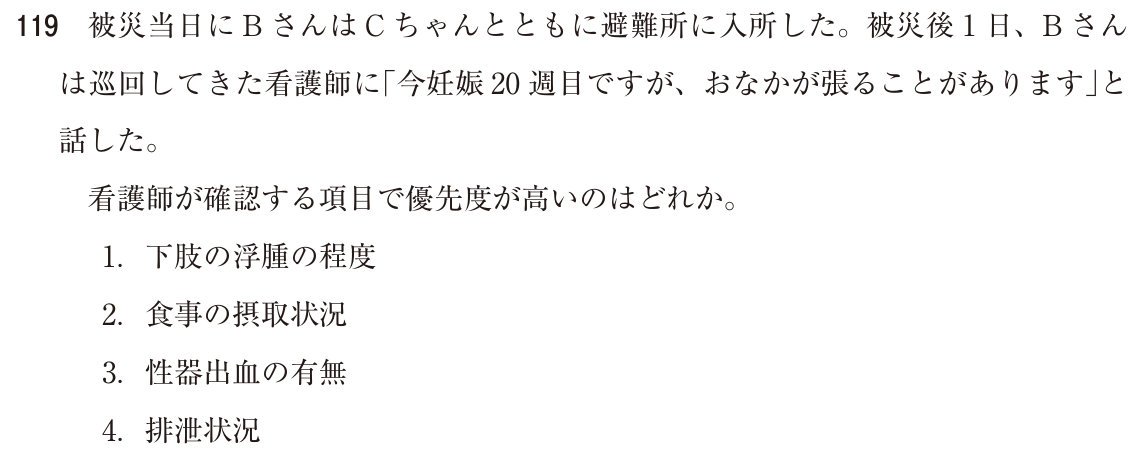 119 被災当日にBさんはCちゃんとともに避難所に入所した。被災後1日、Bさん
は巡回してきた看護師に「今妊娠20週目ですが、おなかが張ることがあります」と
話した。
看護師が確認する項目で優先度が高いのはどれか。
1. 下肢の浮腫の程度
2. 食事の摂取状況
3. 性器出血の有無
4. 排泄状況